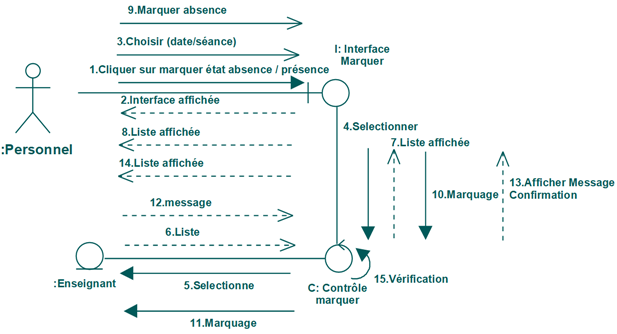 9.Marquer absence
3.Choisir (date/séance)
I: Interface
Marquer
1.Cliquer sur marquer état absence / présence
2.Interface affichée
4.Selectionner
8.Liste affichée
7.Liste affichée
:Personnel
14.Liste affichée
13.Afficher Message
Confirmation
10.Marquage
12.message
6.Liste
15.Vérification
:Enseignant
5.Selectionne
C: Contrôle
marquer
11.Marquage